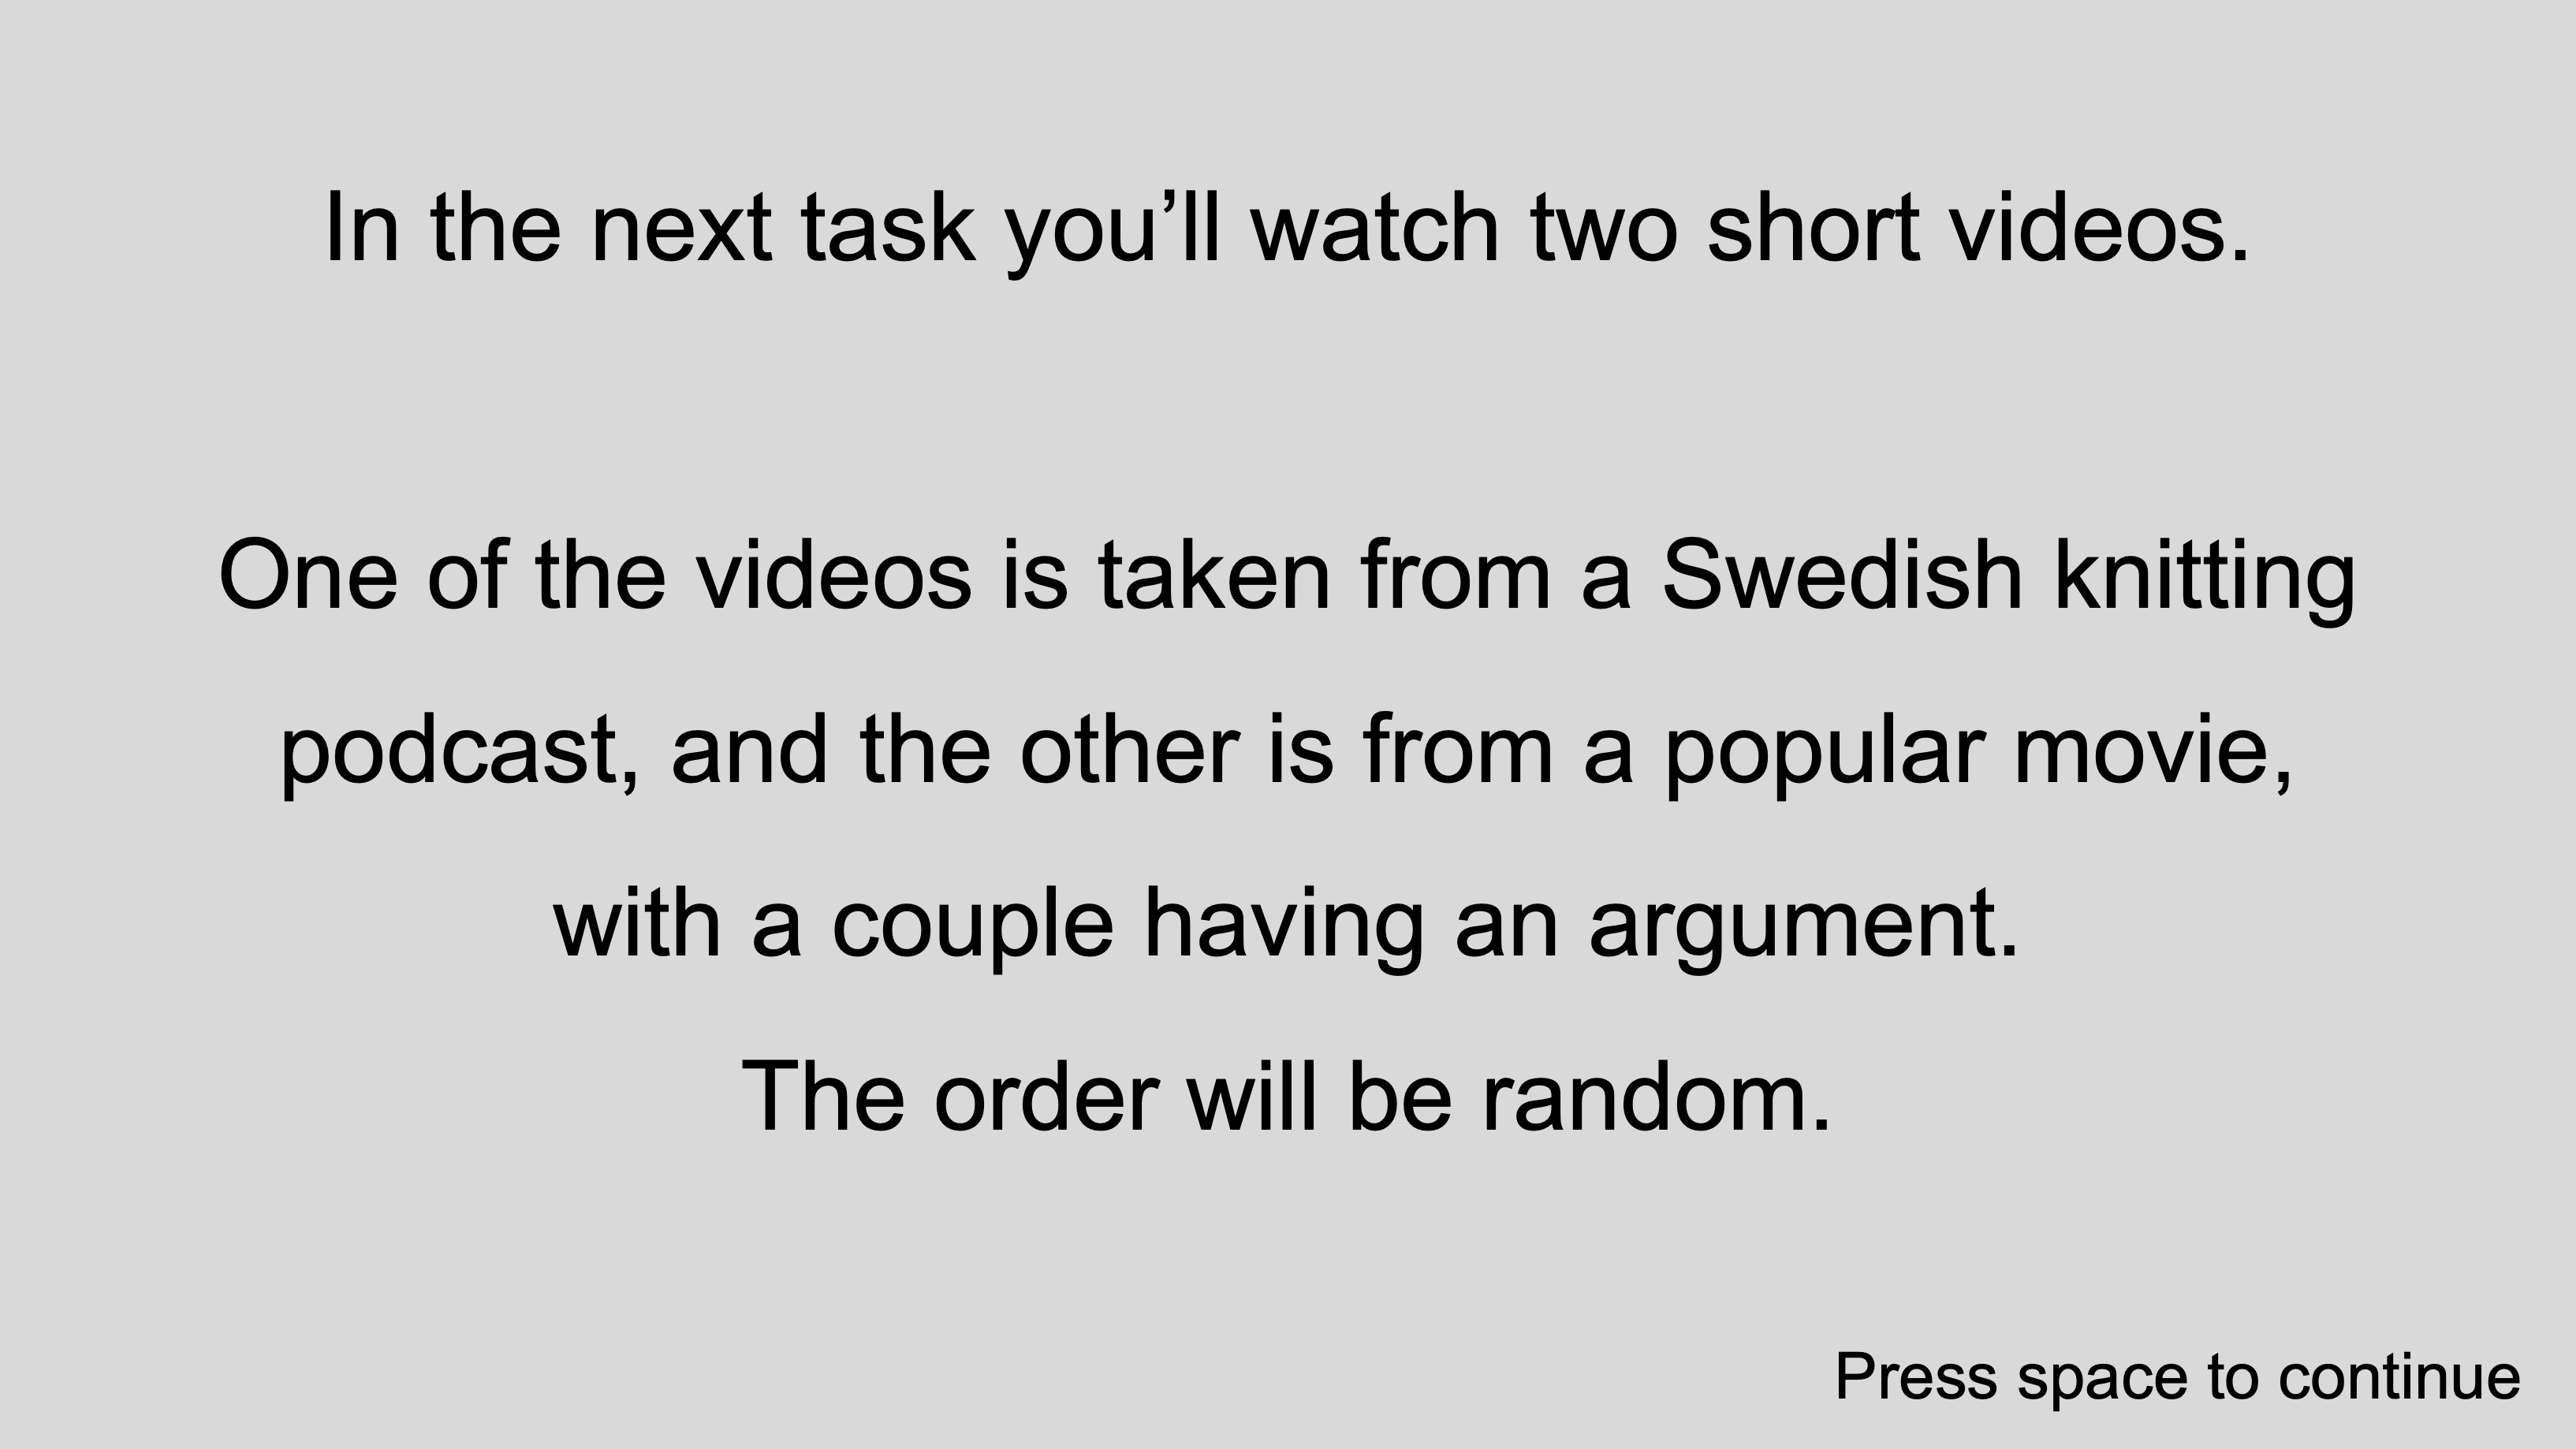 In the next task you’ll watch two short videos.
One of the videos is taken from a Swedish knitting
podcast, and the other is from a popular movie,
with a couple having an argument.
The order will be random.
Press space to continue